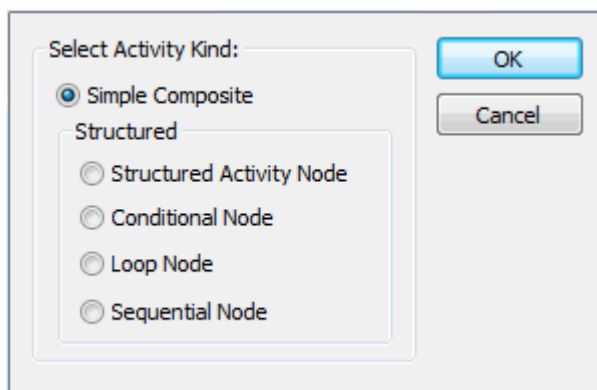 Select Activity Kind:
Simple Composite
Structured
Structured Activity Node
Conditional Node
Loop Node
Sequential Node
OK
Cancel